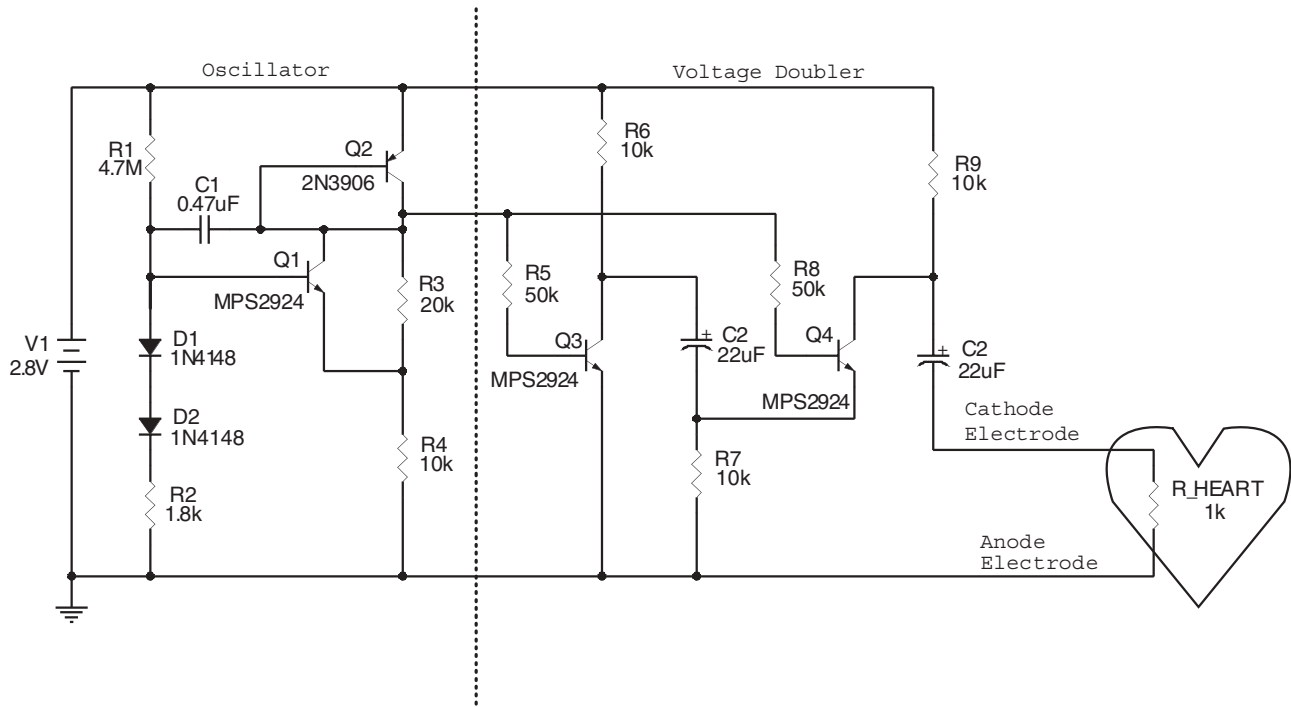 Oscillator
Voltage Doubler
R1
4.7M
C1
0.47uF
Q2
2N3906
R6
10k
R9
10k
Q1
MPS2924
R3
20k
R5
50k
R8
50k
V1
2.8V
D1
1N4148
Q3
MPS2924
C2
22uF
Q4
MPS2924
C2
22uF
D2
1N4148
R4
10k
R7
10k
Cathode
Electrode
R2
1.8k
R_HEART
1k
Anode
Electrode
+
+